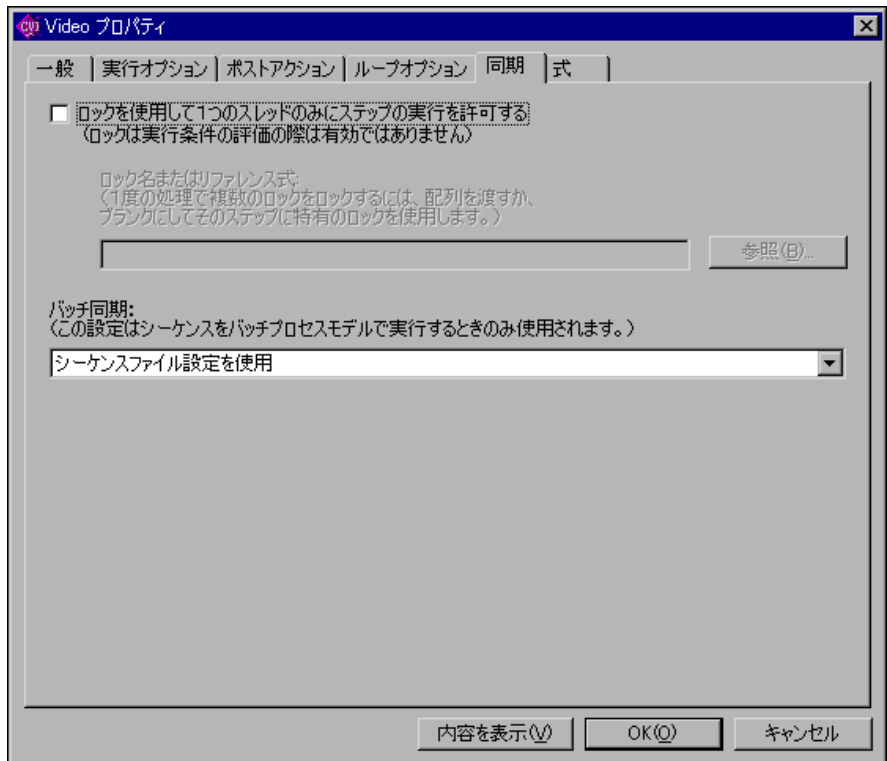 CVI Video プロパティ
一般 実行オプション ポストアクション ループオプション 同期 式
ロックを使用して1つのスレッドのみにステップの実行を許可する
(ロックは実行条件の評価の際は有効ではありません)
ロック名またはリファレンス式:
(1度の処理で複数のロックをロックするには、配列を渡すか、
ブランクにしてそのステップに特有のロックを使用します。)
参照(B)...
バッチ同期:
(この設定はシーケンスをバッチプロセスモデルで実行するときのみ使用されます。)
シーケンスファイル設定を使用
内容を表示(V) OK(O) キャンセル